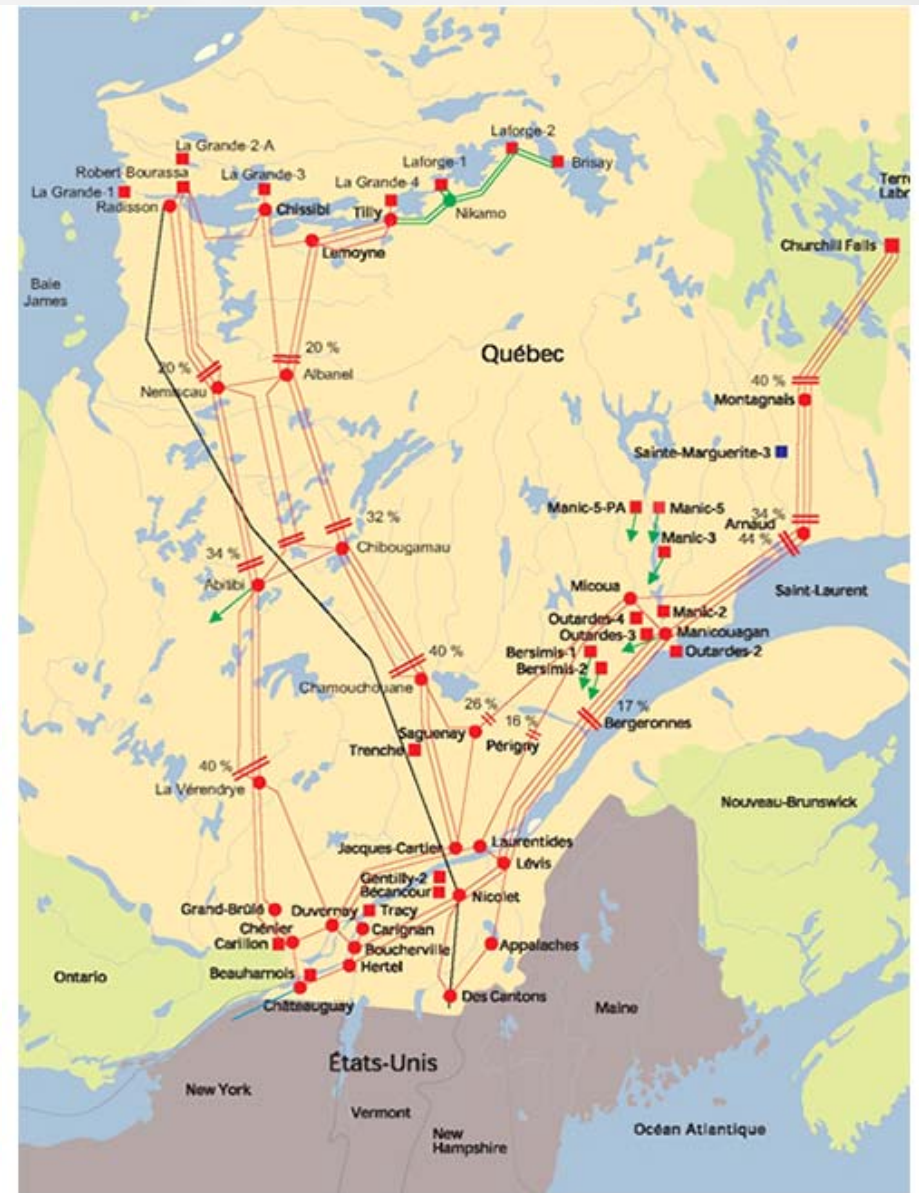 Laforge-2
La Grande-2-A
Laforge-1
Brisay
Robert-Bourassa
La Grande-3
La Grande-4
La Grande-1
Radisson
Chissibi
Tilly
Nikamo
Lemoyne
Churchill Falls
Baie
James
Québec
20 %
20 %
Albanel
Nemiscau
40 %
Montagnais
Sainte-Marguerite-3
Manic-5-PA
Manic-5
34 %
Arnaud
44 %
32 %
Manic-3
Chibougamau
34 %
Abitibi
Micoua
Saint-Laurent
Manic-2
Outardes-4
Outardes-3
Manicouagan
Bersimis-1
Outardes-2
Bersimis-2
40 %
Chamouchouane
26 %
16 %
17 %
Bergeronnes
Saguenay
Périgny
Trenche
40 %
La Vérendrye
Nouveau-Brunswick
Jacques-Cartier
Laurentides
Lévis
Gentilly-2
Bécancour
Nicolet
Grand-Brûlé
Duvernay
Tracy
Chénier
Carignan
Carillon
Boucherville
Appalaches
Hertel
Beauharnois
Ontario
Châteauguay
Des Cantons
Maine
États-Unis
New York
Vermont
New
Hampshire
Océan Atlantique